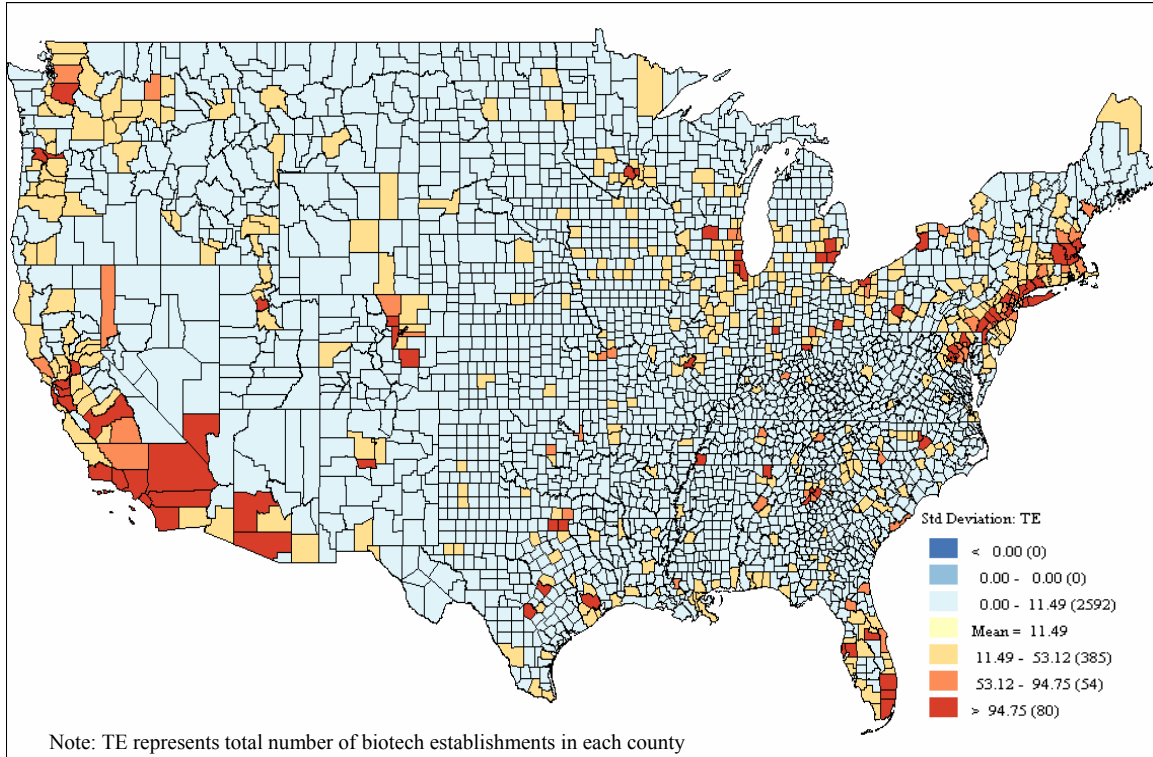 Std Deviation: TE
< 0.00 (0)
0.00 - 0.00 (0)
0.00 - 11.49 (2592)
Mean = 11.49
11.49 - 53.12 (385)
53.12 - 94.75 (54)
> 94.75 (80)
Note: TE represents total number of biotech establishments in each county